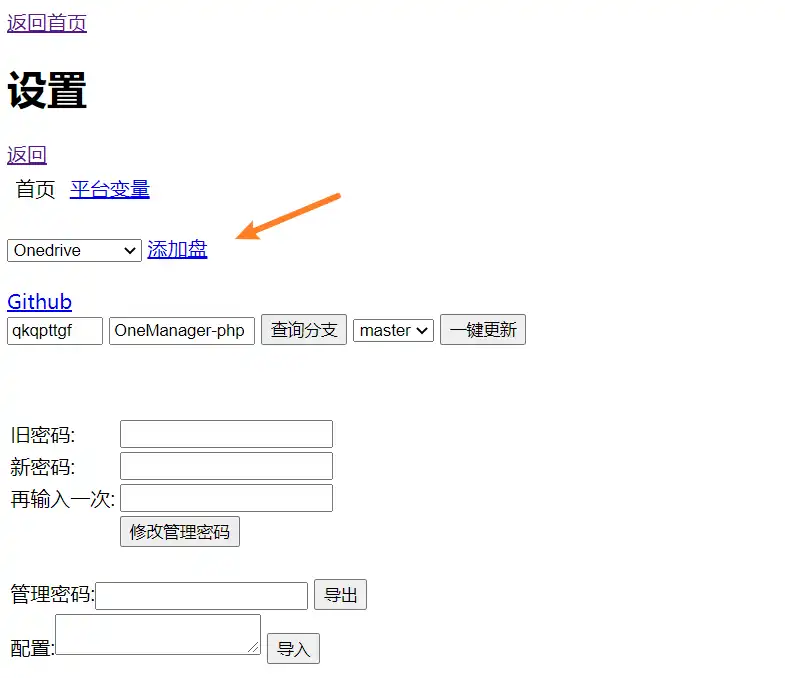 返回首页
设置
返回
首页 平台变量
Onedrive 添加盘
Github
qkqpttgf OneManager-php 查询分支 master 一键更新
旧密码:
新密码:
再输入一次:
修改管理密码
管理密码: 导出
配置: 导入